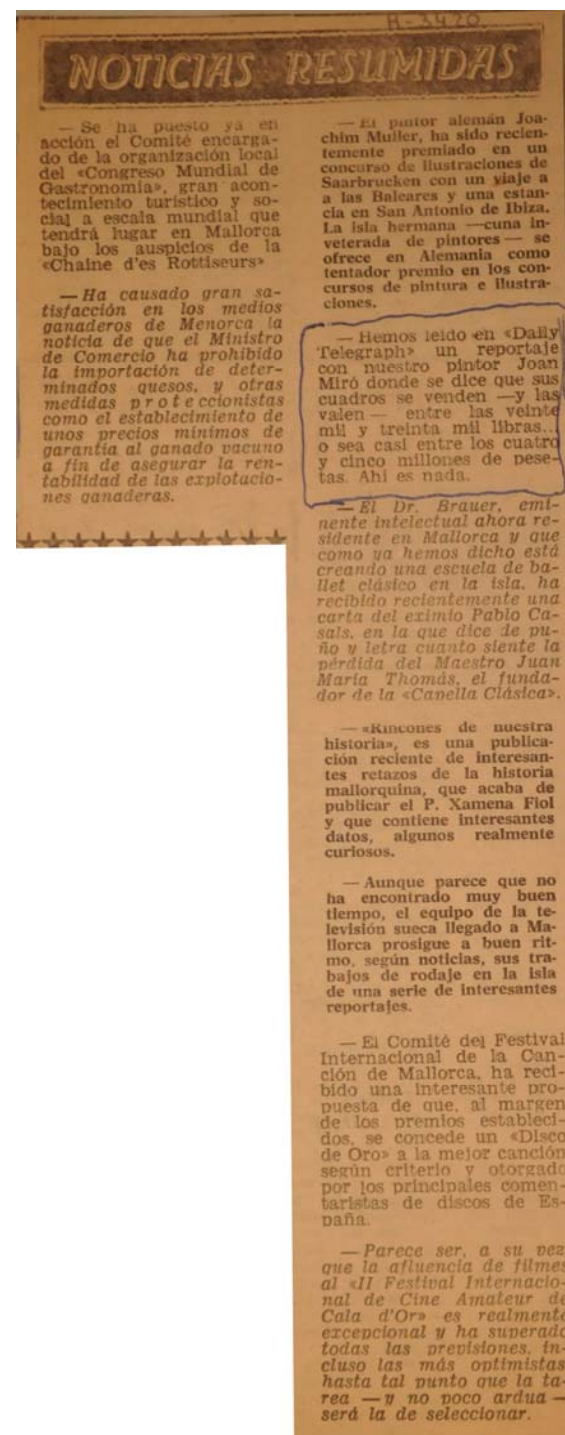 A-3420
NOTICIAS RESUMIDAS
— Se ha puesto ya en
acción el Comité encarga-
do de la organización local
del «Congreso Mundial de
Gastronomía», gran acon-
tecimiento turístico y so-
cial a escala mundial que
tendrá lugar en Mallorca
bajo los auspicios de la
«Chaine d'es Rottiseurs»
— Ha causado gran sa-
tisfacción en los medios
ganaderos de Menorca la
noticia de que el Ministro
de Comercio ha prohibido
la importación de deter-
minados quesos, y otras
medidas proteccionistas
como el establecimiento de
unos precios mínimos de
garantía al ganado vacuno
a fin de asegurar la ren-
tabilidad de las explotacio-
nes ganaderas.
— El pintor alemán Joa-
chim Muller, ha sido recien-
temente premiado en un
concurso de ilustraciones de
Saarbrucken con un viaje a
a las Baleares y una estan-
cia en San Antonio de Ibiza.
La isla hermana —cuna in-
veterada de pintores— se
ofrece en Alemania como
tentador premio en los con-
cursos de pintura e ilustra-
ciones.
— Hemos leído en «Daily
Telegraph» un reportaje
con nuestro pintor Joan
Miró donde se dice que sus
cuadros se venden —y las
valen— entre las veinte
mil y treinta mil libras...
o sea casi entre los cuatro
y cinco millones de pese-
tas. Ahí es nada.
— El Dr. Brauer, emi-
nente intelectual ahora re-
sidente en Mallorca y que
como ya hemos dicho está
creando una escuela de ba-
llet clásico en la isla, ha
recibido recientemente una
carta del eximio Pablo Ca-
sals, en la que dice de pu-
ño y letra cuanto siente la
pérdida del Maestro Juan
María Thomás, el funda-
dor de la «Capella Clásica».
— «Rincones de nuestra
historia», es una publica-
ción reciente de interesan-
tes retazos de la historia
mallorquina, que acaba de
publicar el P. Xamena Fiol
y que contiene interesantes
datos, algunos realmente
curiosos.
— Aunque parece que no
ha encontrado muy buen
tiempo, el equipo de la te-
levisión sueca llegado a Ma-
llorca prosigue a buen rit-
mo, según noticias, sus tra-
bajos de rodaje en la isla
de una serie de interesantes
reportajes.
— El Comité del Festival
Internacional de la Can-
ción de Mallorca, ha reci-
bido una interesante pro-
puesta de que, al margen
de los premios estableci-
dos, se concede un «Disco
de Oro» a la mejor canción
según criterio y otorgado
por los principales comen-
taristas de discos de Es-
paña.
— Parece ser, a su vez
que la afluencia de filmes
al «II Festival Internacio-
nal de Cine Amateur de
Cala d'Or» es realmente
excepcional y ha superado
todas las previsiones, in-
cluso las más optimistas
hasta tal punto que la ta-
rea —y no poco ardua—
será la de seleccionar.